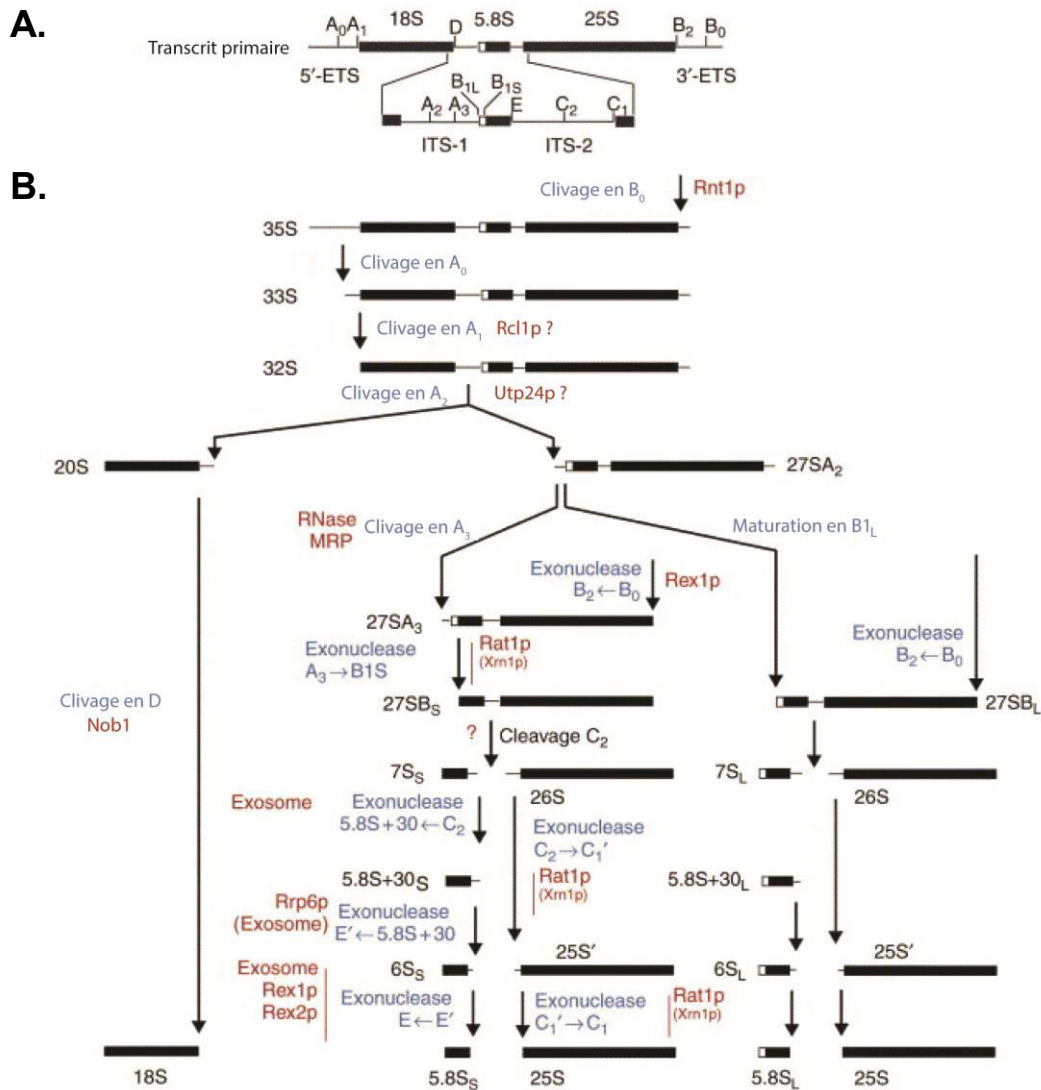 A.
18S 5.8S 25S
A₀A₁ D B₂ B₀
Transcrit primaire
5′-ETS 3′-ETS
B₁L B₁S
A₂ A₃ E C₂ C₁
ITS-1 ITS-2
B.
Clivage en B₀ Rnt1p
35S
Clivage en A₀
33S
Clivage en A₁ Rcl1p ?
32S
Clivage en A₂ Utp24p ?
20S 27SA₂
RNase Clivage en A₃ Maturation en B1L
MRP
Exonuclease Rex1p
B₂←B₀
27SA₃
Exonuclease Rat1p Exonuclease
A₃→B1S (Xrn1p) B₂←B₀
Clivage en D
Nob1
27SBS 27SBL
? Cleavage C₂
7SS 26S 7SL 26S
Exosome Exonuclease
5.8S+30←C₂
Exonuclease
C₂→C₁′
5.8S+30S Rat1p 5.8S+30L
(Xrn1p)
Rrp6p Exonuclease
(Exosome) E′←5.8S+30
25S′ 25S′
6SS 6SL
Exosome
Rex1p
Rex2p
Exonuclease Exonuclease Rat1p
E←E′ C₁′→C₁ (Xrn1p)
18S 5.8SS 25S 5.8SL 25S